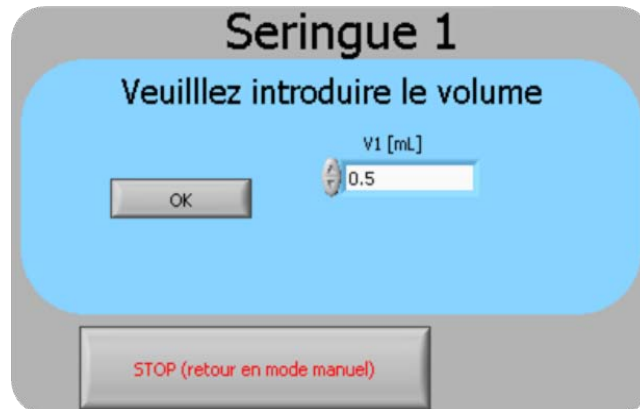 Seringue 1
Veuilllez introduire le volume
V1 [mL]
0.5
OK
STOP (retour en mode manuel)